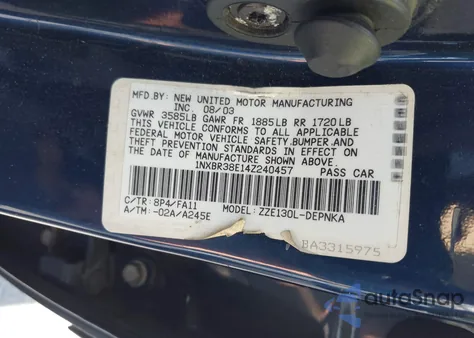 MFD.BY: NEW UNITED MOTOR MANUFACTURING
INC. 08/03
GVWR 3585LB GAWR FR 1885LB RR 1720LB
THIS VEHICLE CONFORMS TO ALL APPLICABLE
FEDERAL MOTOR VEHICLE SAFETY,BUMPER,AND
THEFT PREVENTION STANDARDS IN EFFECT ON
THE DATE OF MANUFACTURE SHOWN ABOVE.
1NXBR38E14Z240457 PASS CAR
C/TR: 8P4/FA11 MODEL: ZZE130L-DEPNKA
A/TM: -02A/A245E
BA3315975
autoSnap